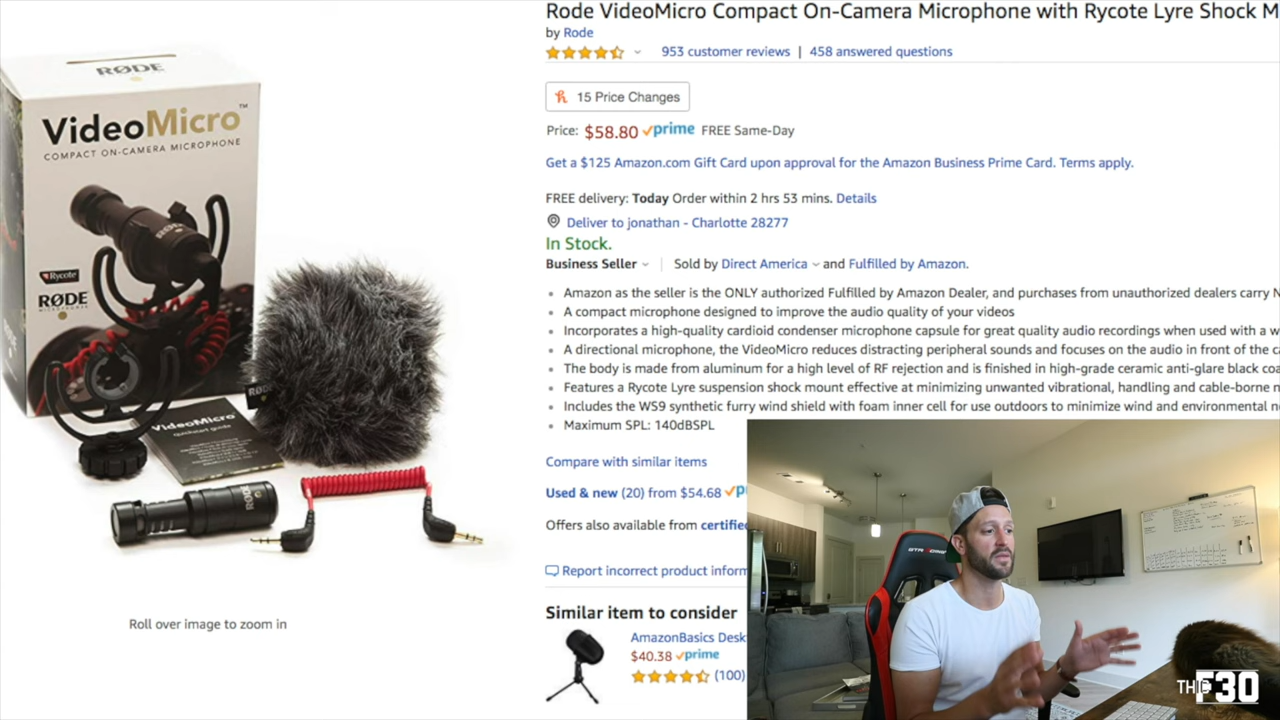 Rode VideoMicro Compact On-Camera Microphone with Rycote Lyre Shock M
by Rode
953 customer reviews | 458 answered questions
15 Price Changes
Price: $58.80 prime FREE Same-Day
Get a $125 Amazon.com Gift Card upon approval for the Amazon Business Prime Card. Terms apply.
FREE delivery: Today Order within 2 hrs 53 mins. Details
Deliver to jonathan - Charlotte 28277
In Stock.
Business Seller | Sold by Direct America and Fulfilled by Amazon.
Amazon as the seller is the ONLY authorized Fulfilled by Amazon Dealer, and purchases from unauthorized dealers carry N
A compact microphone designed to improve the audio quality of your videos
Incorporates a high-quality cardioid condenser microphone capsule for great quality audio recordings when used with a w
A directional microphone, the VideoMicro reduces distracting peripheral sounds and focuses on the audio in front of the ca
The body is made from aluminum for a high level of RF rejection and is finished in high-grade ceramic anti-glare black coa
Features a Rycote Lyre suspension shock mount effective at minimizing unwanted vibrational, handling and cable-borne n
Includes the WS9 synthetic furry wind shield with foam inner cell for use outdoors to minimize wind and environmental n
Maximum SPL: 140dBSPL
Compare with similar items
Used & new (20) from $54.68 p
Offers also available from certifie
Report incorrect product inform
Similar item to consider
AmazonBasics Desk
$40.38 prime
(100)
RØDE
VideoMicro™
COMPACT ON-CAMERA MICROPHONE
Rycote
RØDE
MICROPHONES
VideoMicro
quickstart guide
RØDE
RØDE
Roll over image to zoom in
GTRACING
F30